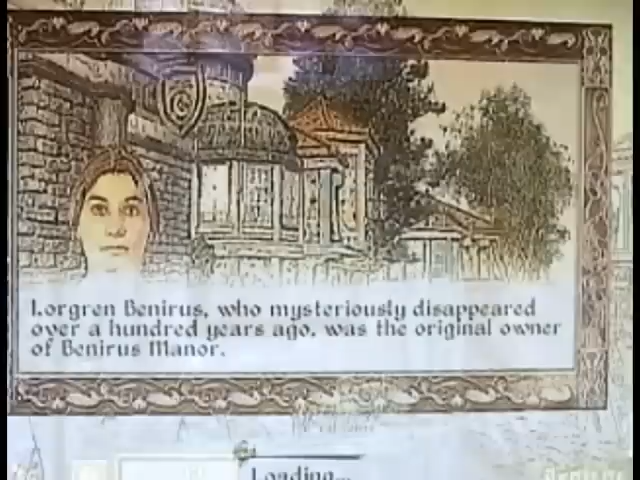 Lorgren Benirus, who mysteriously disappeared
over a hundred years ago, was the original owner
of Benirus Manor.
Loading...